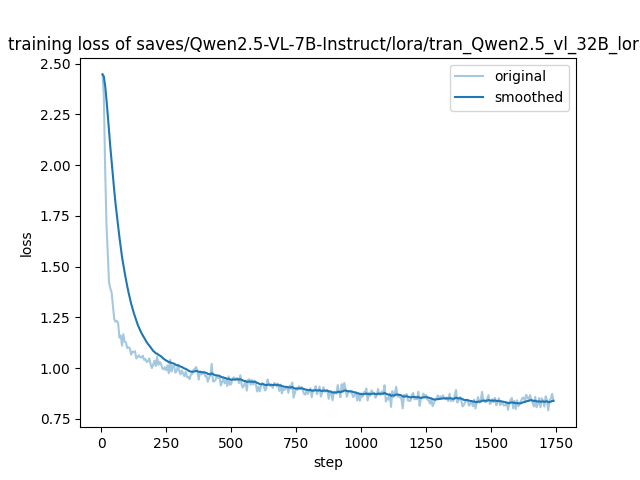 training loss of saves/Qwen2.5-VL-7B-Instruct/lora/tran_Qwen2.5_vl_32B_lor
2.50
2.25
2.00
1.75
1.50
1.25
1.00
0.75
loss
original
smoothed
0 250 500 750 1000 1250 1500 1750
step